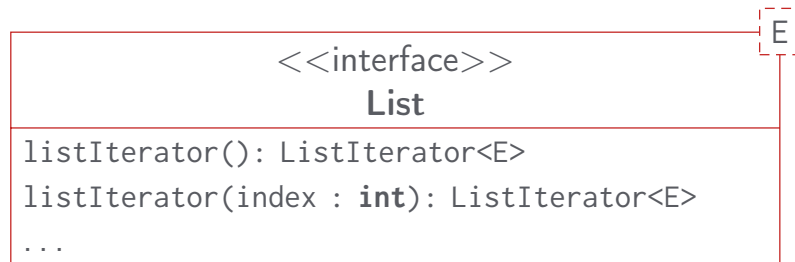 E
<<interface>>
List
listIterator(): ListIterator<E>
listIterator(index : int): ListIterator<E>
...